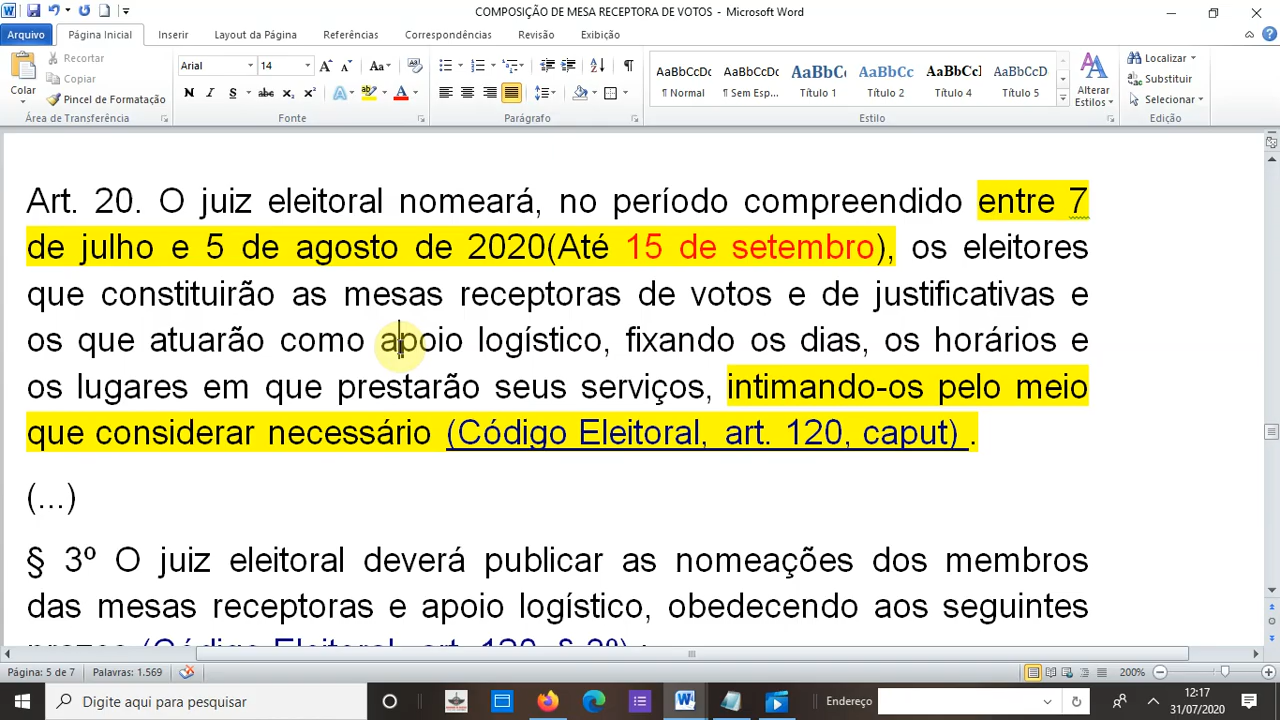 COMPOSIÇÃO DE MESA RECEPTORA DE VOTOS - Microsoft Word
Arquivo Página Inicial Inserir Layout da Página Referências Correspondências Revisão Exibição
Colar
Recortar
Copiar
Pincel de Formatação
Área de Transferência
Arial 14
Fonte
Parágrafo
AaBbCcDc AaBbCcDc AaBbC AaBbCc AaBbCc AaBbCcD
¶ Normal ¶ Sem Esp... Título 1 Título 2 Título 4 Título 5
Alterar
Estilos
Estilo
Localizar
Substituir
Selecionar
Edição
Art. 20. O juiz eleitoral nomeará, no período compreendido entre 7
de julho e 5 de agosto de 2020(Até 15 de setembro), os eleitores
que constituirão as mesas receptoras de votos e de justificativas e
os que atuarão como apoio logístico, fixando os dias, os horários e
os lugares em que prestarão seus serviços, intimando-os pelo meio
que considerar necessário (Código Eleitoral, art. 120, caput) .
(...)
§ 3º O juiz eleitoral deverá publicar as nomeações dos membros
das mesas receptoras e apoio logístico, obedecendo aos seguintes
prazos (Código Eleitoral, art. 120, § 3º) :
Página: 5 de 7 Palavras: 1.569 200%
Digite aqui para pesquisar Endereço 12:17
31/07/2020